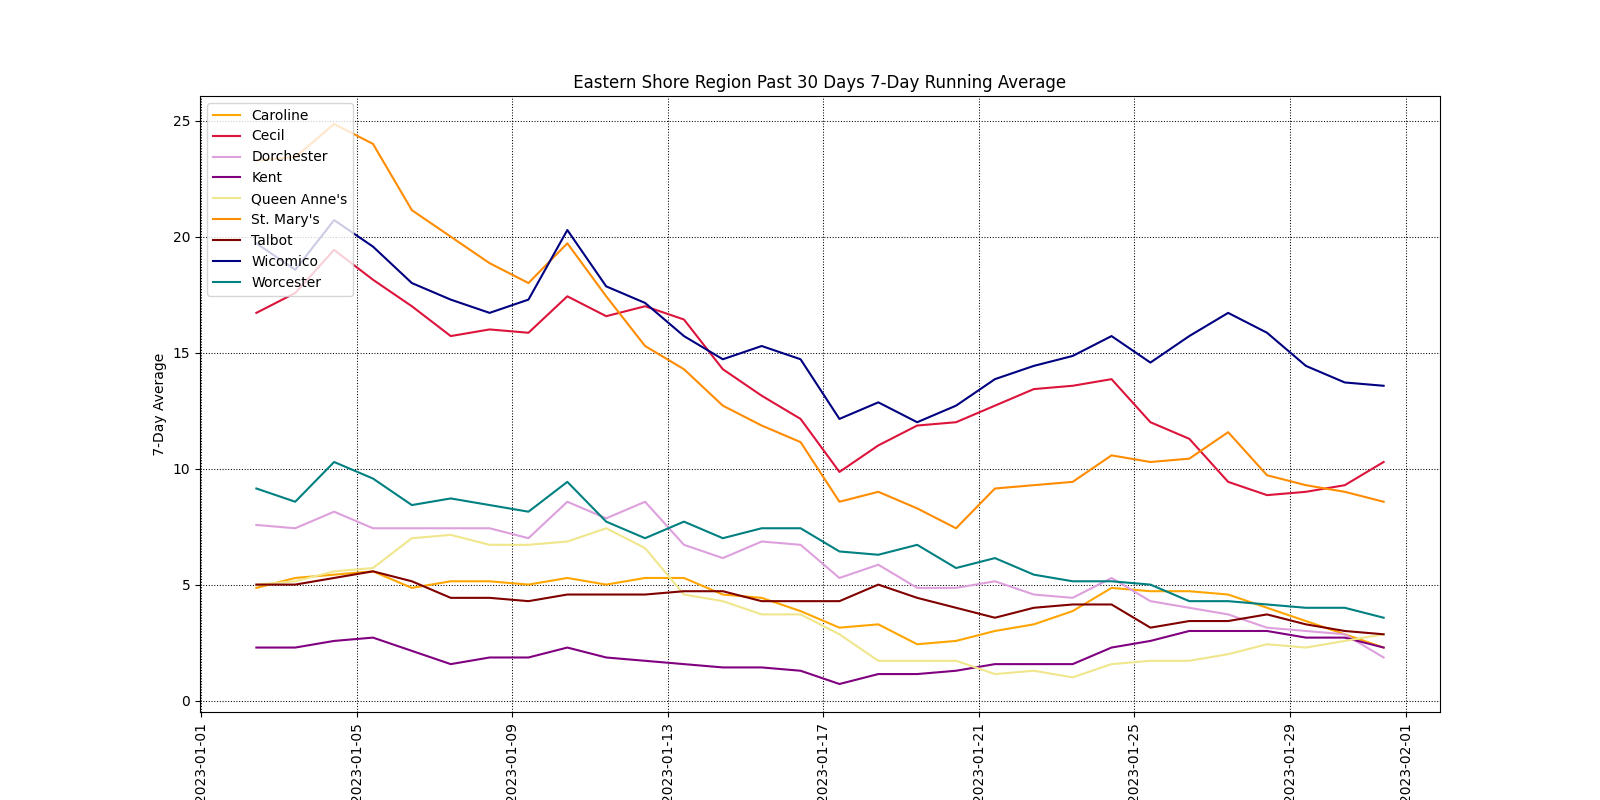 Eastern Shore Region Past 30 Days 7-Day Running Average
7-Day Average
25
20
15
10
5
0
Caroline
Cecil
Dorchester
Kent
Queen Anne's
St. Mary's
Talbot
Wicomico
Worcester
2023-01-01
2023-01-05
2023-01-09
2023-01-13
2023-01-17
2023-01-21
2023-01-25
2023-01-29
2023-02-01